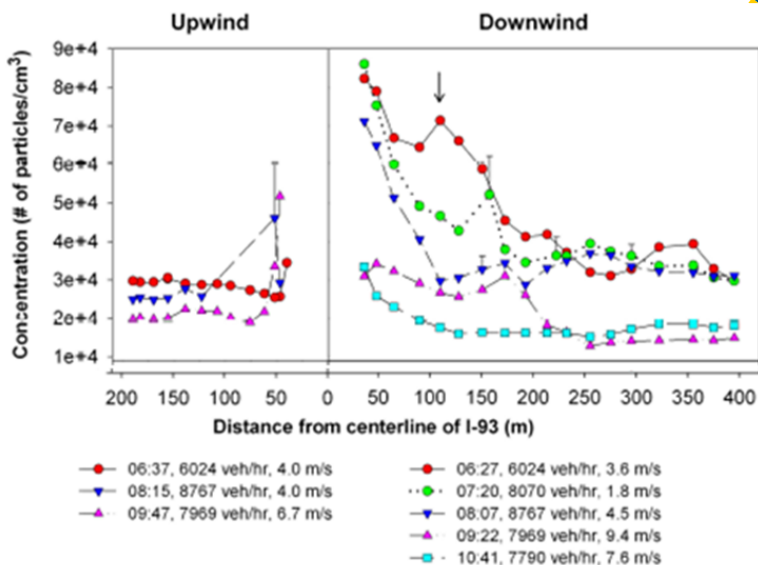 Upwind Downwind
Concentration (# of particles/cm³)
9e+4
8e+4
7e+4
6e+4
5e+4
4e+4
3e+4
2e+4
1e+4
200 150 100 50 0 50 100 150 200 250 300 350 400
Distance from centerline of I-93 (m)
06:37, 6024 veh/hr, 4.0 m/s
08:15, 8767 veh/hr, 4.0 m/s
09:47, 7969 veh/hr, 6.7 m/s
06:27, 6024 veh/hr, 3.6 m/s
07:20, 8070 veh/hr, 1.8 m/s
08:07, 8767 veh/hr, 4.5 m/s
09:22, 7969 veh/hr, 9.4 m/s
10:41, 7790 veh/hr, 7.6 m/s